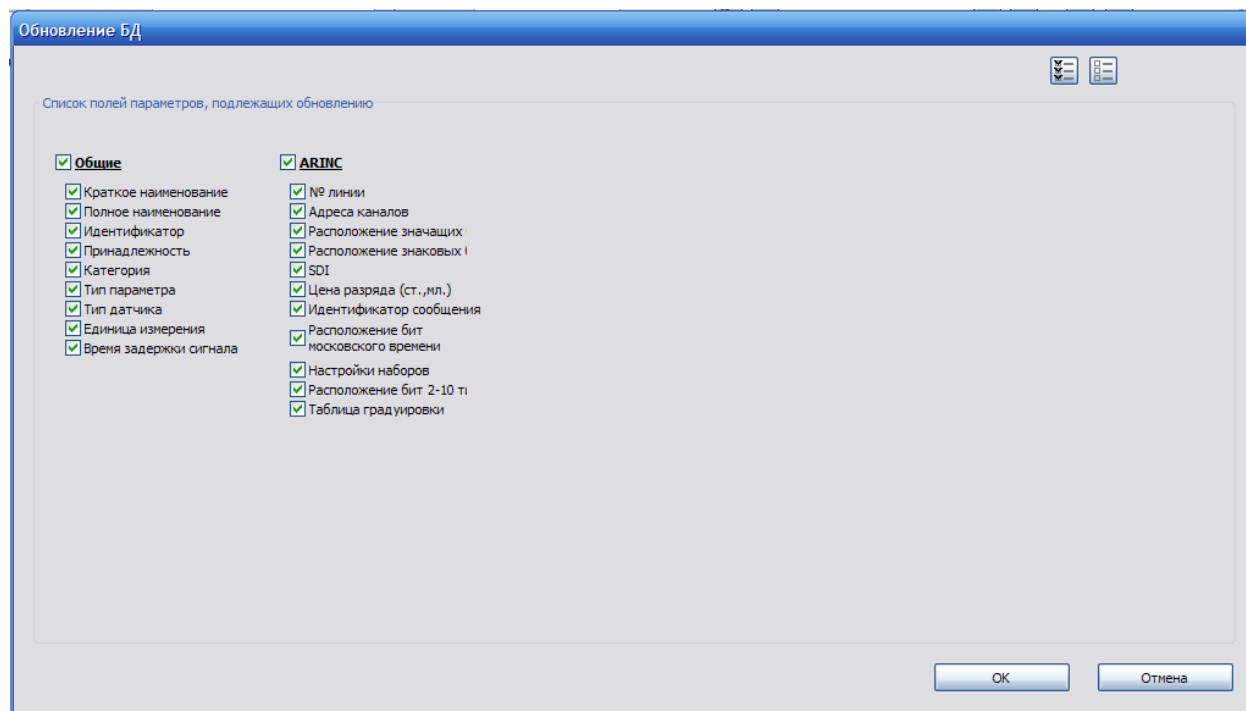 Обновление БД
Список полей параметров, подлежащих обновлению
Общие
Краткое наименование
Полное наименование
Идентификатор
Принадлежность
Категория
Тип параметра
Тип датчика
Единица измерения
Время задержки сигнала
ARINC
№ линии
Адреса каналов
Расположение значащих
Расположение знаковых
SDI
Цена разряда (ст.,мл.)
Идентификатор сообщения
Расположение бит
московского времени
Настройки наборов
Расположение бит 2-10
Таблица градуировки
OK
Отмена